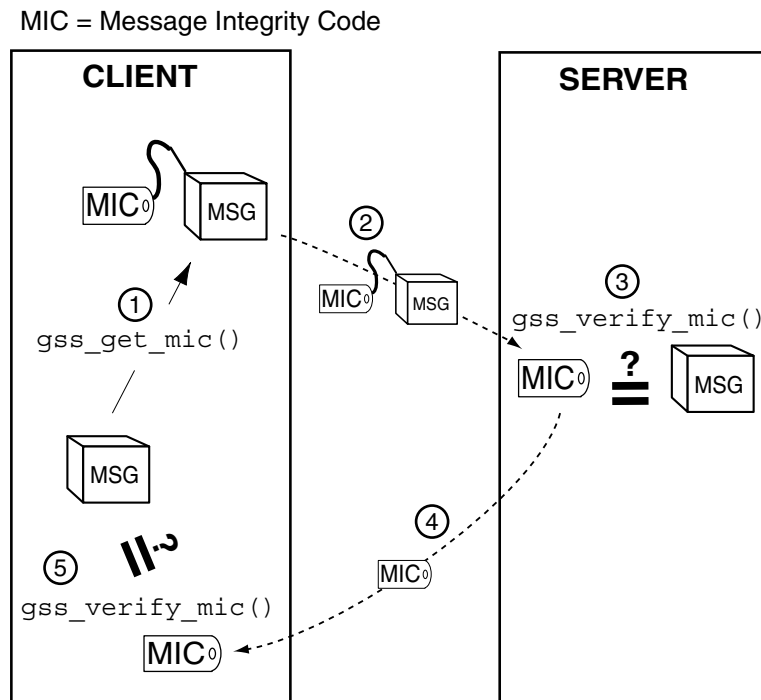 MIC = Message Integrity Code
CLIENT
SERVER
MIC
MSG
2
MIC
MSG
1
gss_get_mic()
3
gss_verify_mic()
MIC
?
=
MSG
MSG
4
MIC
5
=?
gss_verify_mic()
MIC